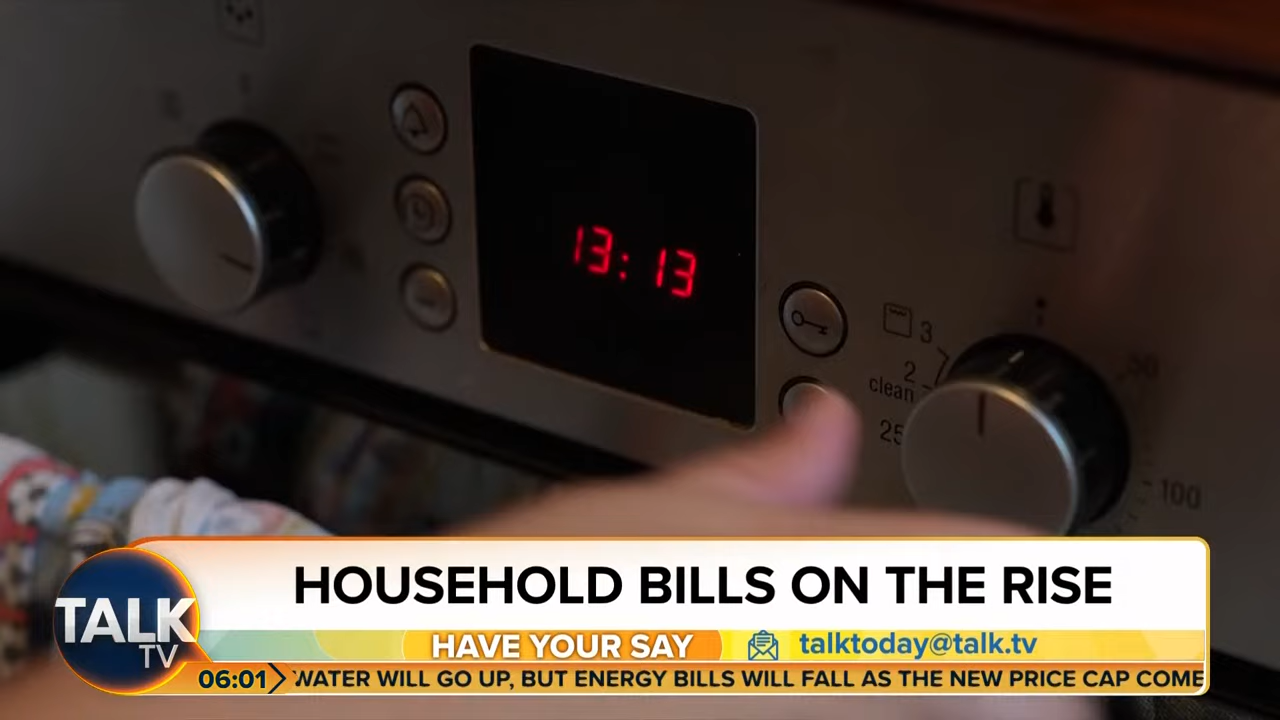 13:13
3
2
clean
25
50
100
HOUSEHOLD BILLS ON THE RISE
TALK
TV
HAVE YOUR SAY
talktoday@talk.tv
06:01
WATER WILL GO UP, BUT ENERGY BILLS WILL FALL AS THE NEW PRICE CAP COME